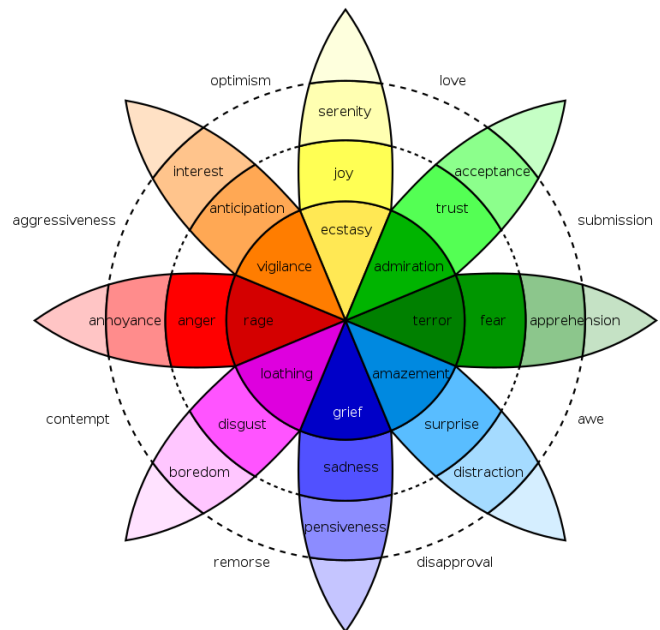 optimism
love
serenity
interest
acceptance
joy
anticipation
trust
aggressiveness
submission
ecstasy
vigilance
admiration
annoyance
anger
rage
terror
fear
apprehension
loathing
amazement
grief
contempt
awe
disgust
surprise
sadness
boredom
distraction
pensiveness
remorse
disapproval